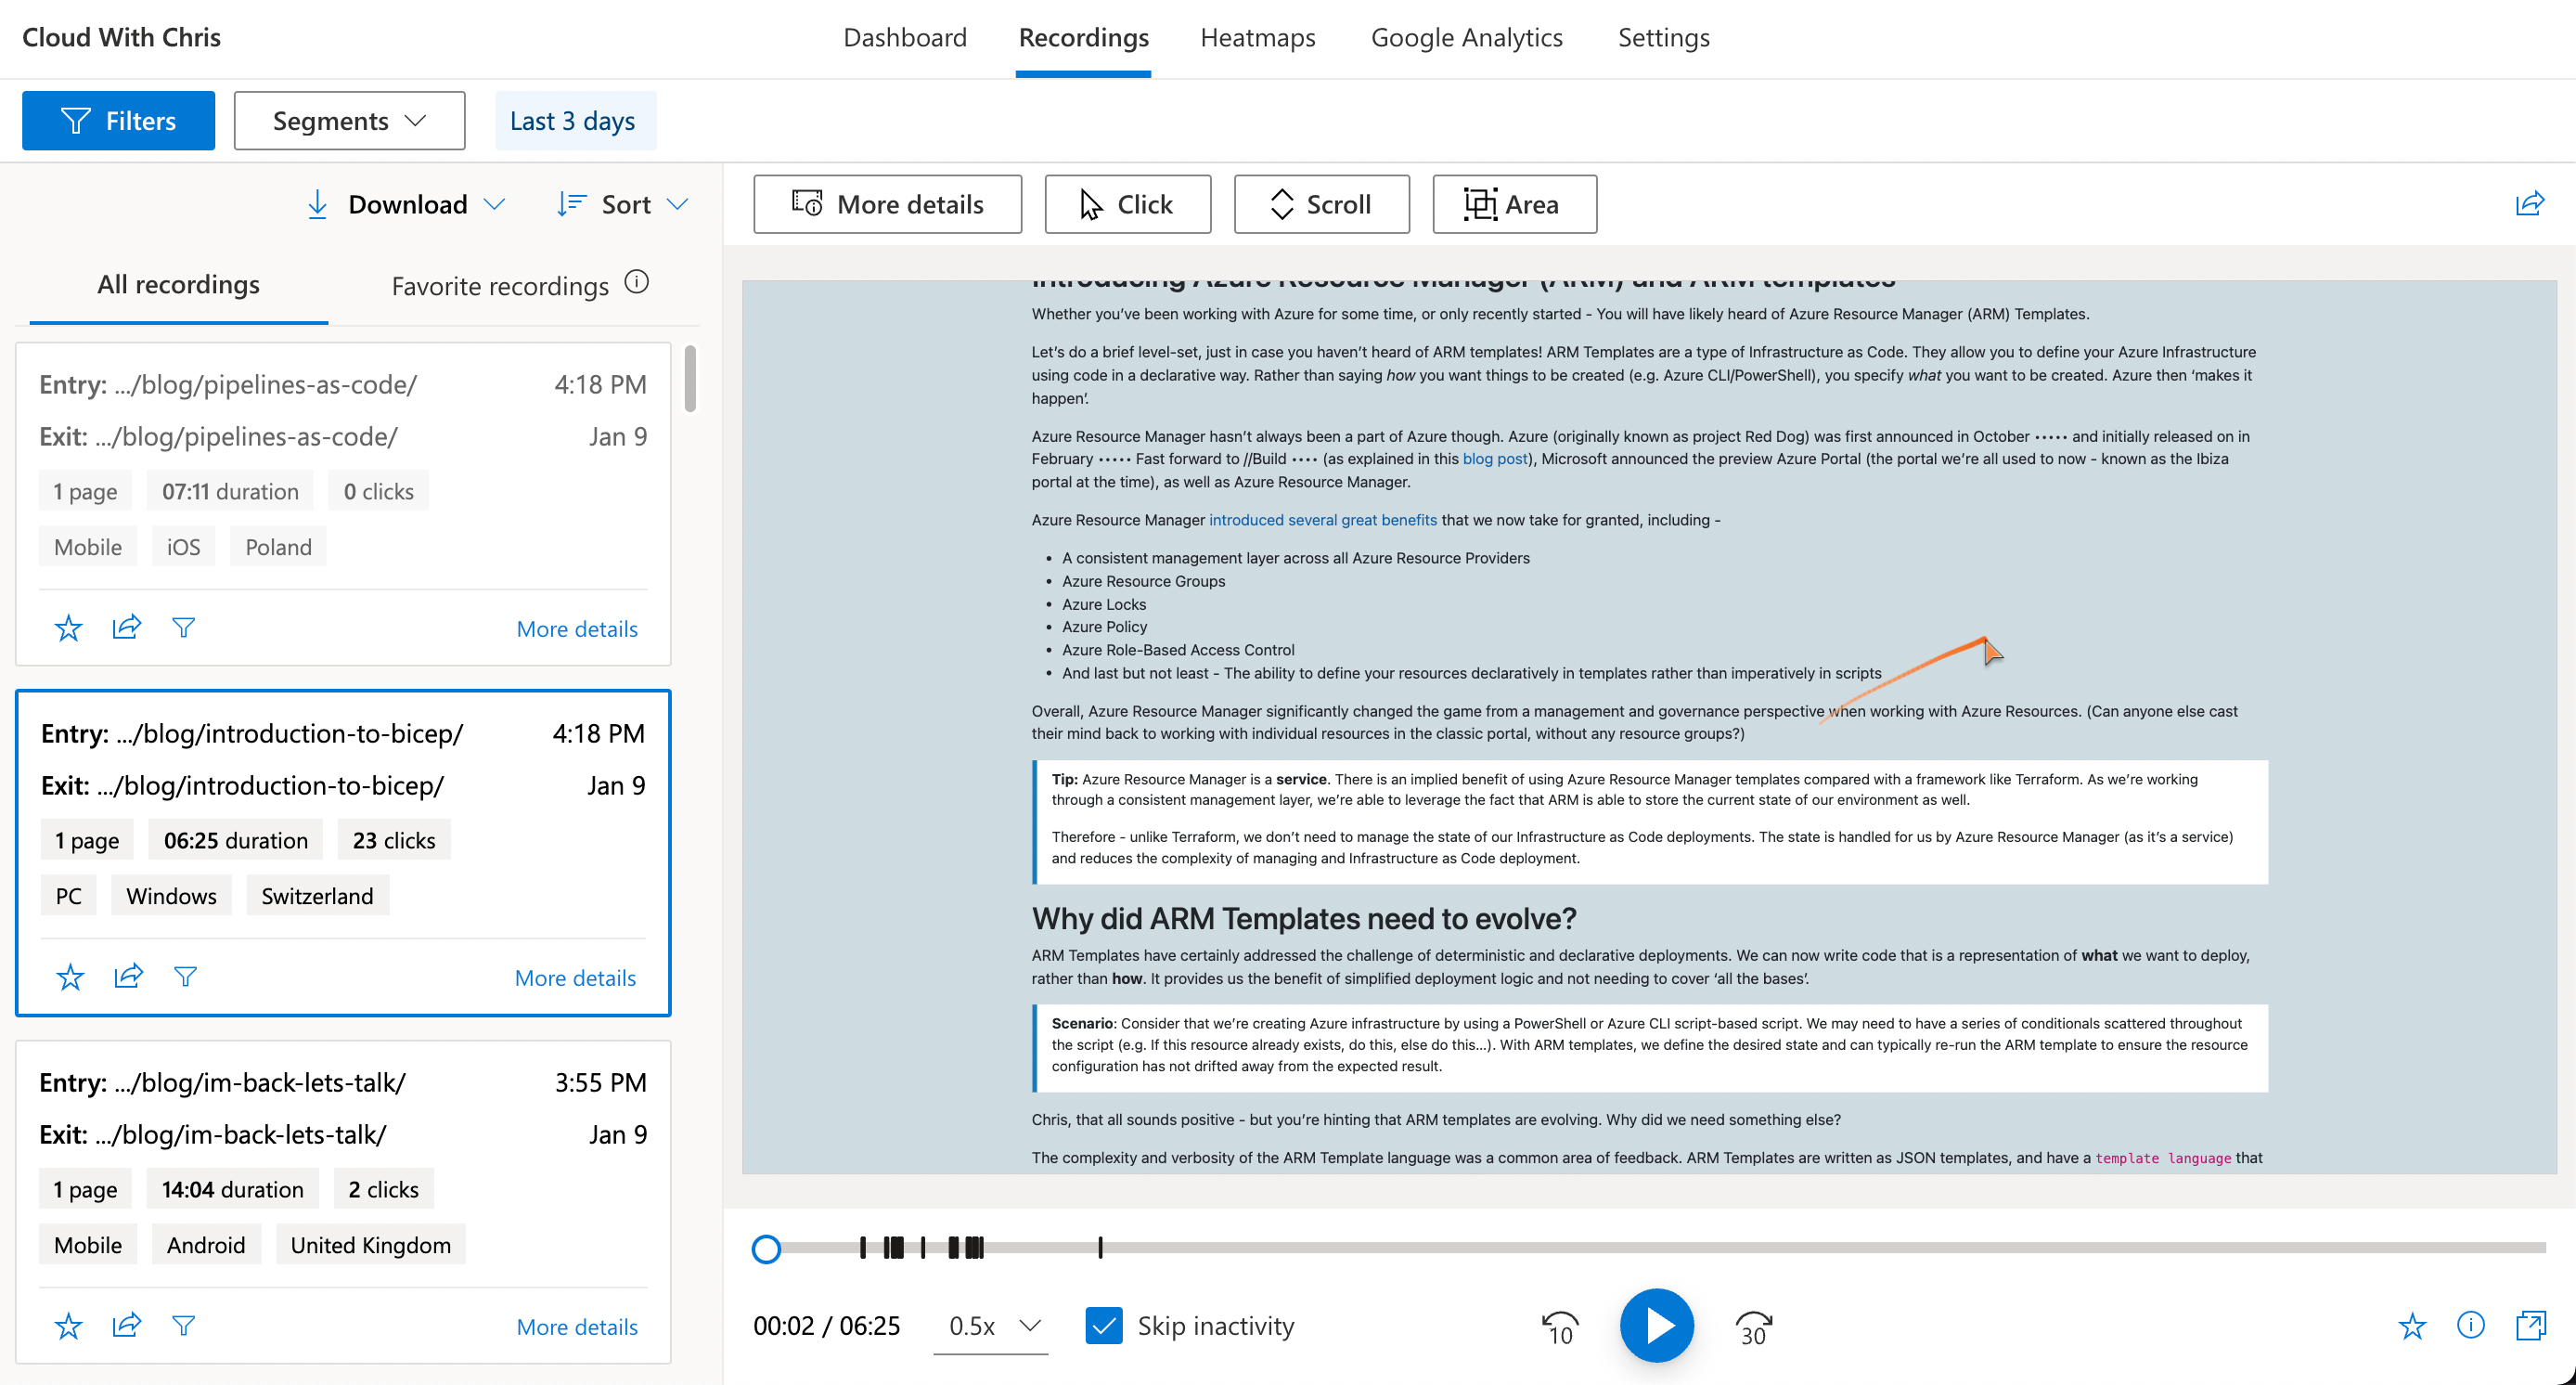 Cloud With Chris
Dashboard
Recordings
Heatmaps
Google Analytics
Settings
Filters
Segments
Last 3 days
Download
Sort
All recordings
Favorite recordings
Entry: .../blog/pipelines-as-code/ 4:18 PM
Exit: .../blog/pipelines-as-code/ Jan 9
1 page 07:11 duration 0 clicks
Mobile iOS Poland
More details
Entry: .../blog/introduction-to-bicep/ 4:18 PM
Exit: .../blog/introduction-to-bicep/ Jan 9
1 page 06:25 duration 23 clicks
PC Windows Switzerland
More details
Entry: .../blog/im-back-lets-talk/ 3:55 PM
Exit: .../blog/im-back-lets-talk/ Jan 9
1 page 14:04 duration 2 clicks
Mobile Android United Kingdom
More details
More details
Click
Scroll
Area
Introducing Azure Resource Manager (ARM) and ARM templates
Whether you've been working with Azure for some time, or only recently started - You will have likely heard of Azure Resource Manager (ARM) Templates.
Let's do a brief level-set, just in case you haven't heard of ARM templates! ARM Templates are a type of Infrastructure as Code. They allow you to define your Azure Infrastructure
using code in a declarative way. Rather than saying how you want things to be created (e.g. Azure CLI/PowerShell), you specify what you want to be created. Azure then 'makes it
happen'.
Azure Resource Manager hasn't always been a part of Azure though. Azure (originally known as project Red Dog) was first announced in October ••••• and initially released on in
February ••••• Fast forward to //Build •••• (as explained in this blog post), Microsoft announced the preview Azure Portal (the portal we're all used to now - known as the Ibiza
portal at the time), as well as Azure Resource Manager.
Azure Resource Manager introduced several great benefits that we now take for granted, including -
• A consistent management layer across all Azure Resource Providers
• Azure Resource Groups
• Azure Locks
• Azure Policy
• Azure Role-Based Access Control
• And last but not least - The ability to define your resources declaratively in templates rather than imperatively in scripts
Overall, Azure Resource Manager significantly changed the game from a management and governance perspective when working with Azure Resources. (Can anyone else cast
their mind back to working with individual resources in the classic portal, without any resource groups?)
Tip: Azure Resource Manager is a service. There is an implied benefit of using Azure Resource Manager templates compared with a framework like Terraform. As we're working
through a consistent management layer, we're able to leverage the fact that ARM is able to store the current state of our environment as well.
Therefore - unlike Terraform, we don't need to manage the state of our Infrastructure as Code deployments. The state is handled for us by Azure Resource Manager (as it's a service)
and reduces the complexity of managing and Infrastructure as Code deployment.
Why did ARM Templates need to evolve?
ARM Templates have certainly addressed the challenge of deterministic and declarative deployments. We can now write code that is a representation of what we want to deploy,
rather than how. It provides us the benefit of simplified deployment logic and not needing to cover 'all the bases'.
Scenario: Consider that we're creating Azure infrastructure by using a PowerShell or Azure CLI script-based script. We may need to have a series of conditionals scattered throughout
the script (e.g. If this resource already exists, do this, else do this...). With ARM templates, we define the desired state and can typically re-run the ARM template to ensure the resource
configuration has not drifted away from the expected result.
Chris, that all sounds positive - but you're hinting that ARM templates are evolving. Why did we need something else?
The complexity and verbosity of the ARM Template language was a common area of feedback. ARM Templates are written as JSON templates, and have a template language that
00:02 / 06:25
0.5x
Skip inactivity
10
30